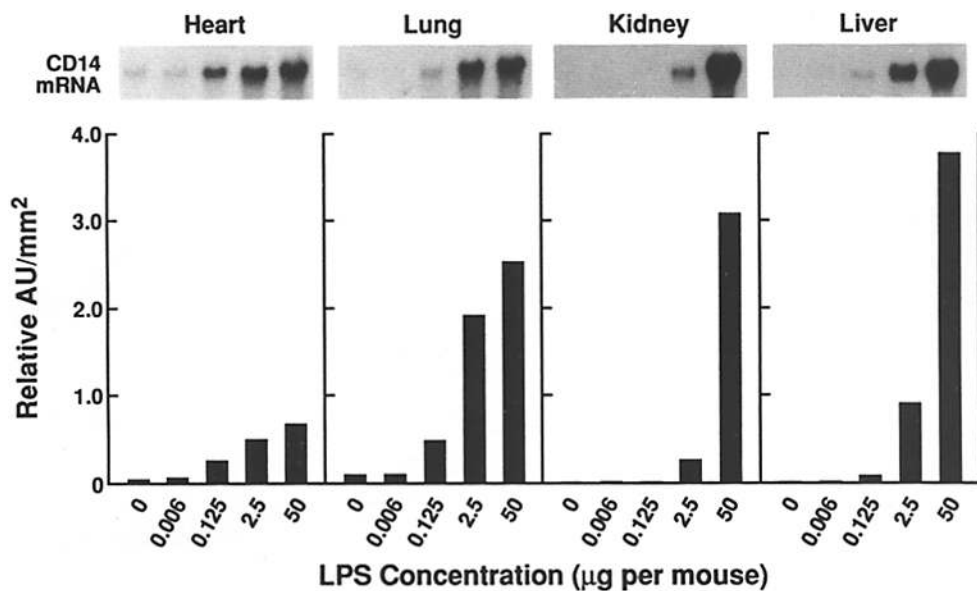 Heart Lung Kidney Liver
CD14
mRNA
4.0
3.0
2.0
1.0
0
Relative AU/mm²
0 0.006 0.125 2.5 50 0 0.006 0.125 2.5 50 0 0.006 0.125 2.5 50 0 0.006 0.125 2.5 50
LPS Concentration (μg per mouse)